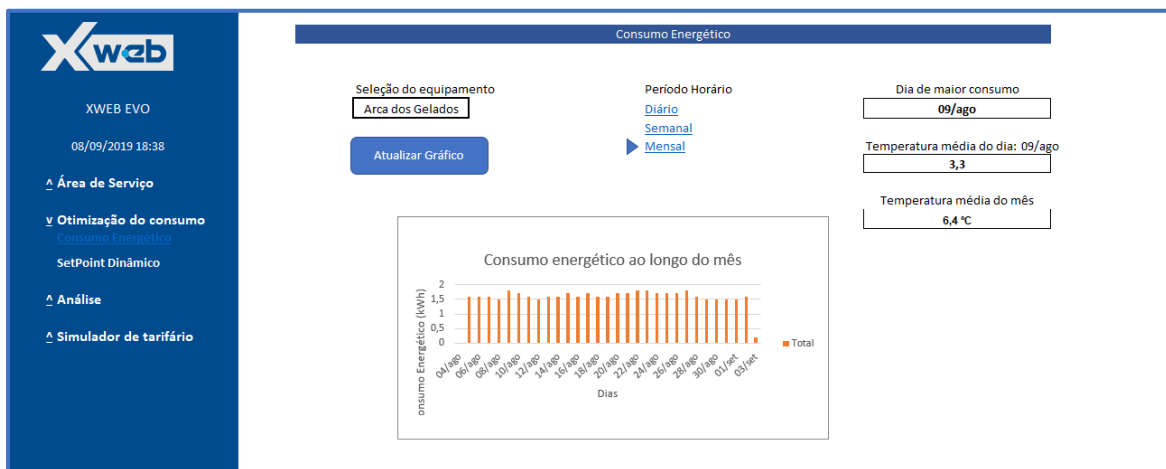 Xweb
XWEB EVO
08/09/2019 18:38
^ Área de Serviço
v Otimização do consumo
Consumo Energético
SetPoint Dinâmico
^ Análise
^ Simulador de tarifário
Consumo Energético
Seleção do equipamento
Arca dos Gelados
Atualizar Gráfico
Período Horário
Diário
Semanal
Mensal
Dia de maior consumo
09/ago
Temperatura média do dia: 09/ago
3,3
Temperatura média do mês
6,4 ℃
Consumo energético ao longo do mês
onsumo Energético (kWh)
2
1,5
1
0,5
0
04/ago
06/ago
08/ago
10/ago
12/ago
14/ago
16/ago
18/ago
20/ago
22/ago
24/ago
26/ago
28/ago
30/ago
01/set
03/set
Dias
Total